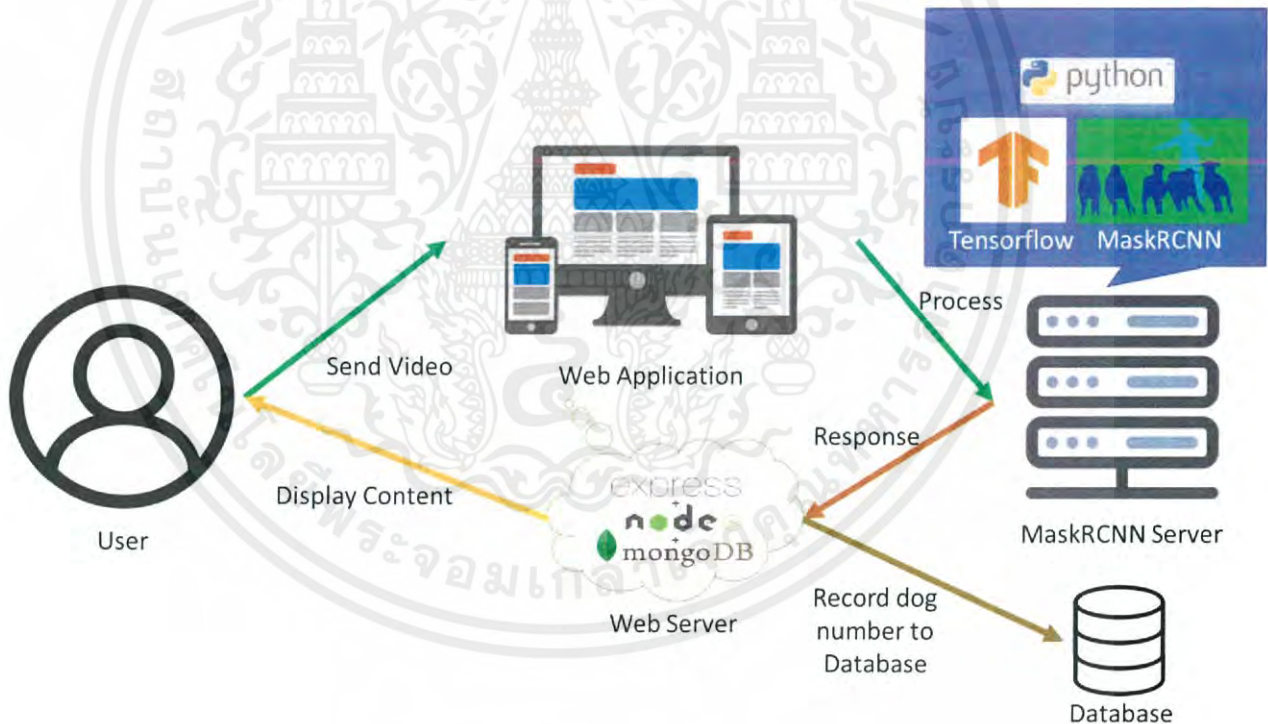 python
Tensorflow MaskRCNN
Process
Send Video
Web Application
Response
Display Content
express
+
node
+
mongoDB
User
MaskRCNN Server
Web Server
Record dog
number to
Database
Database